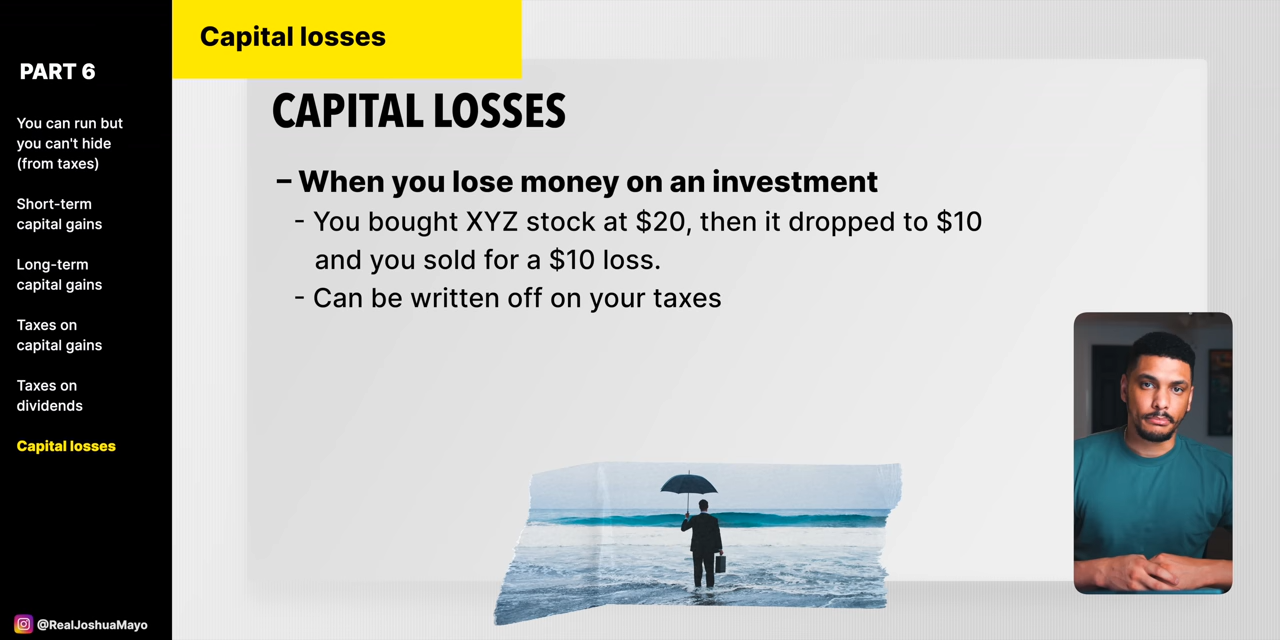 PART 6
You can run but
you can't hide
(from taxes)
Short-term
capital gains
Long-term
capital gains
Taxes on
capital gains
Taxes on
dividends
Capital losses
@RealJoshuaMayo
Capital losses
CAPITAL LOSSES
– When you lose money on an investment
- You bought XYZ stock at $20, then it dropped to $10
and you sold for a $10 loss.
- Can be written off on your taxes